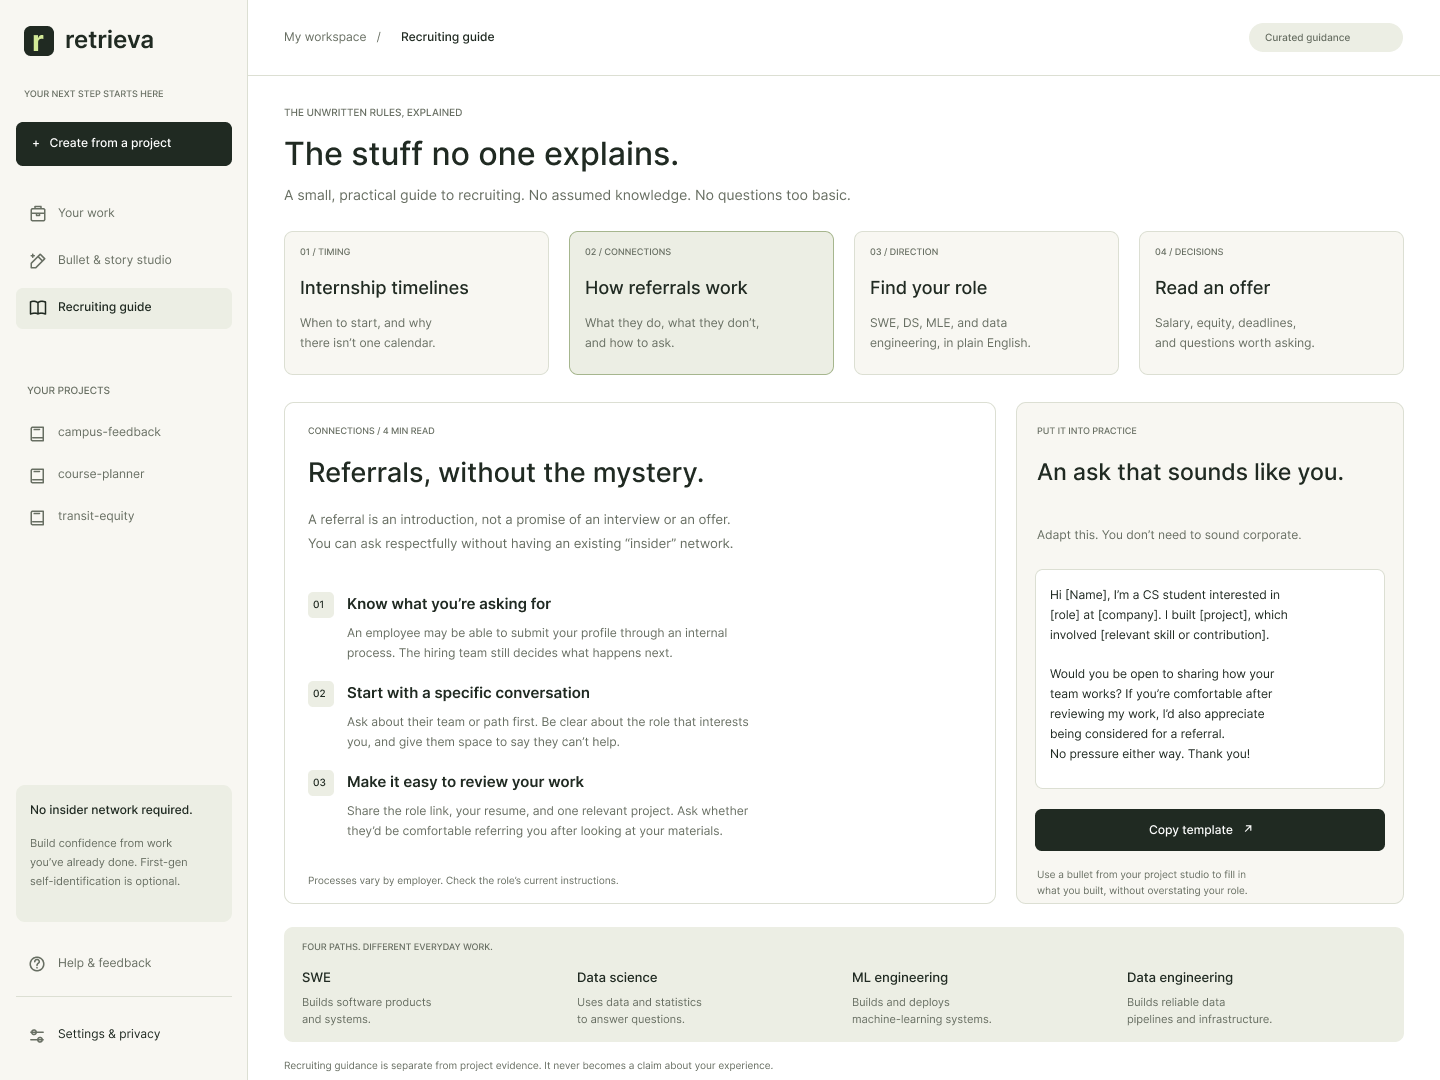 r retrieva
YOUR NEXT STEP STARTS HERE
+ Create from a project
Your work
Bullet & story studio
Recruiting guide
YOUR PROJECTS
campus-feedback
course-planner
transit-equity
No insider network required.
Build confidence from work
you’ve already done. First-gen
self-identification is optional.
Help & feedback
Settings & privacy
My workspace / Recruiting guide
Curated guidance
THE UNWRITTEN RULES, EXPLAINED
The stuff no one explains.
A small, practical guide to recruiting. No assumed knowledge. No questions too basic.
01 / TIMING
Internship timelines
When to start, and why
there isn’t one calendar.
02 / CONNECTIONS
How referrals work
What they do, what they don’t,
and how to ask.
03 / DIRECTION
Find your role
SWE, DS, MLE, and data
engineering, in plain English.
04 / DECISIONS
Read an offer
Salary, equity, deadlines,
and questions worth asking.
CONNECTIONS / 4 MIN READ
Referrals, without the mystery.
A referral is an introduction, not a promise of an interview or an offer.
You can ask respectfully without having an existing “insider” network.
01
Know what you’re asking for
An employee may be able to submit your profile through an internal
process. The hiring team still decides what happens next.
02
Start with a specific conversation
Ask about their team or path first. Be clear about the role that interests
you, and give them space to say they can’t help.
03
Make it easy to review your work
Share the role link, your resume, and one relevant project. Ask whether
they’d be comfortable referring you after looking at your materials.
Processes vary by employer. Check the role’s current instructions.
PUT IT INTO PRACTICE
An ask that sounds like you.
Adapt this. You don’t need to sound corporate.
Hi [Name], I’m a CS student interested in
[role] at [company]. I built [project], which
involved [relevant skill or contribution].
Would you be open to sharing how your
team works? If you’re comfortable after
reviewing my work, I’d also appreciate
being considered for a referral.
No pressure either way. Thank you!
Copy template ↗
Use a bullet from your project studio to fill in
what you built, without overstating your role.
FOUR PATHS. DIFFERENT EVERYDAY WORK.
SWE
Builds software products
and systems.
Data science
Uses data and statistics
to answer questions.
ML engineering
Builds and deploys
machine-learning systems.
Data engineering
Builds reliable data
pipelines and infrastructure.
Recruiting guidance is separate from project evidence. It never becomes a claim about your experience.